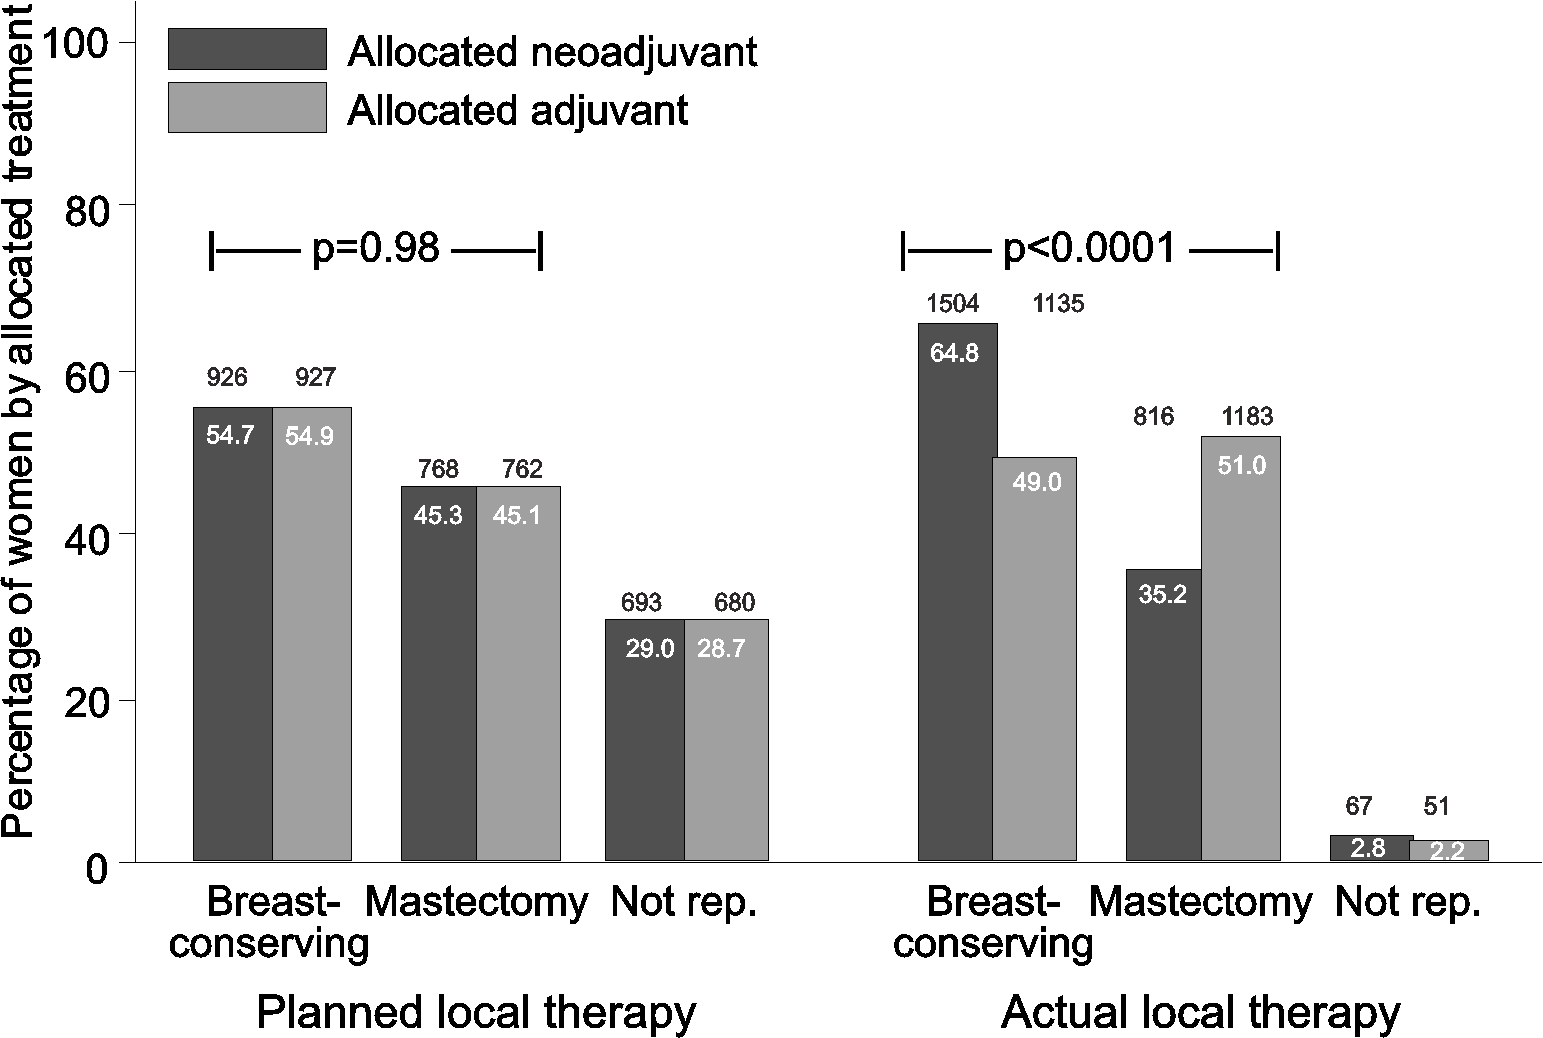 Percentage of women by allocated treatment
100
80
60
40
20
0
Allocated neoadjuvant
Allocated adjuvant
p=0.98
p<0.0001
926 927
54.7 54.9
768 762
45.3 45.1
693 680
29.0 28.7
1504 1135
64.8
49.0
816 1183
35.2
51.0
67 51
2.8 2.2
Breast-
conserving
Mastectomy
Not rep.
Breast-
conserving
Mastectomy
Not rep.
Planned local therapy
Actual local therapy